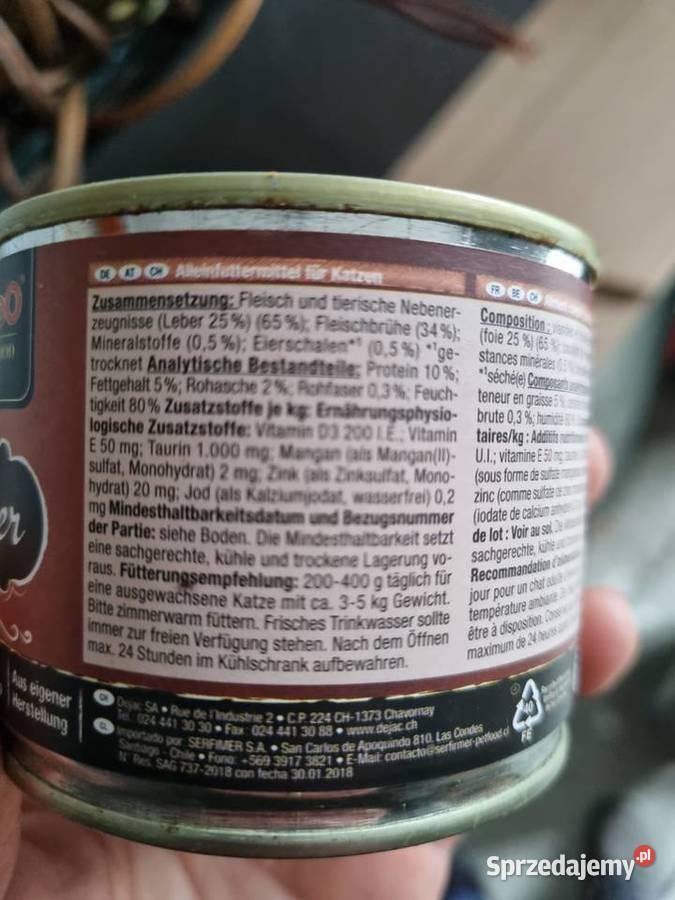 DE AT CH Alleinfuttermittel für Katzen
Zusammensetzung: Fleisch und tierische Nebener-
zeugnisse (Leber 25 %) (65 %); Fleischbrühe (34 %);
Mineralstoffe (0,5 %); Eierschalen*¹ (0,5 %) *¹ge-
trocknet Analytische Bestandteile: Protein 10 %;
Fettgehalt 5 %; Rohasche 2 %; Rohfaser 0,3 %; Feuch-
tigkeit 80 % Zusatzstoffe je kg: Ernährungsphysio-
logische Zusatzstoffe: Vitamin D3 200 I.E.; Vitamin
E 50 mg; Taurin 1.000 mg; Mangan (als Mangan(II)-
sulfat, Monohydrat) 2 mg; Zink (als Zinksulfat, Mono-
hydrat) 20 mg; Jod (als Kalziumjodat, wasserfrei) 0,2
mg Mindesthaltbarkeitsdatum und Bezugsnummer
der Partie: siehe Boden. Die Mindesthaltbarkeit setzt
eine sachgerechte, kühle und trockene Lagerung vo-
raus. Fütterungsempfehlung: 200-400 g täglich für
eine ausgewachsene Katze mit ca. 3-5 kg Gewicht.
Bitte zimmerwarm füttern. Frisches Trinkwasser sollte
immer zur freien Verfügung stehen. Nach dem Öffnen
max. 24 Stunden im Kühlschrank aufbewahren.
FR BE CH
Composition :
(foie 25 %) (65
stances minérales
*¹séché(e) Composants
teneur en graisse 5
brute 0,3 %; humidité
taires/kg : Additifs
U.I.; vitamine E 50 mg;
(sous forme de sulfate
zinc (comme sulfate de
(iodate de calcium
de lot : Voir au sol.
sachgerechte, kühle und
Recommandation
jour pour un chat
température ambiante.
être à disposition.
maximum de 24 heures
Aus eigener
Herstellung
CH Dejac SA • Rue de l'Industrie 2 • C.P. 224 CH-1373 Chavornay
Tel. 024 441 30 30 • Fax 024 441 30 88 • www.dejac.ch
CL Importado por: SERFIMER S.A. • San Carlos de Apoquindo 810, Las Condes
Santiago - Chile • Fono: +569 3917 3821 • E-Mail: contacto@serfirmer-petfood.cl
N° Res. SAG 737-2018 con fecha 30.01.2018
40
FE
Sprzedajemy.pl